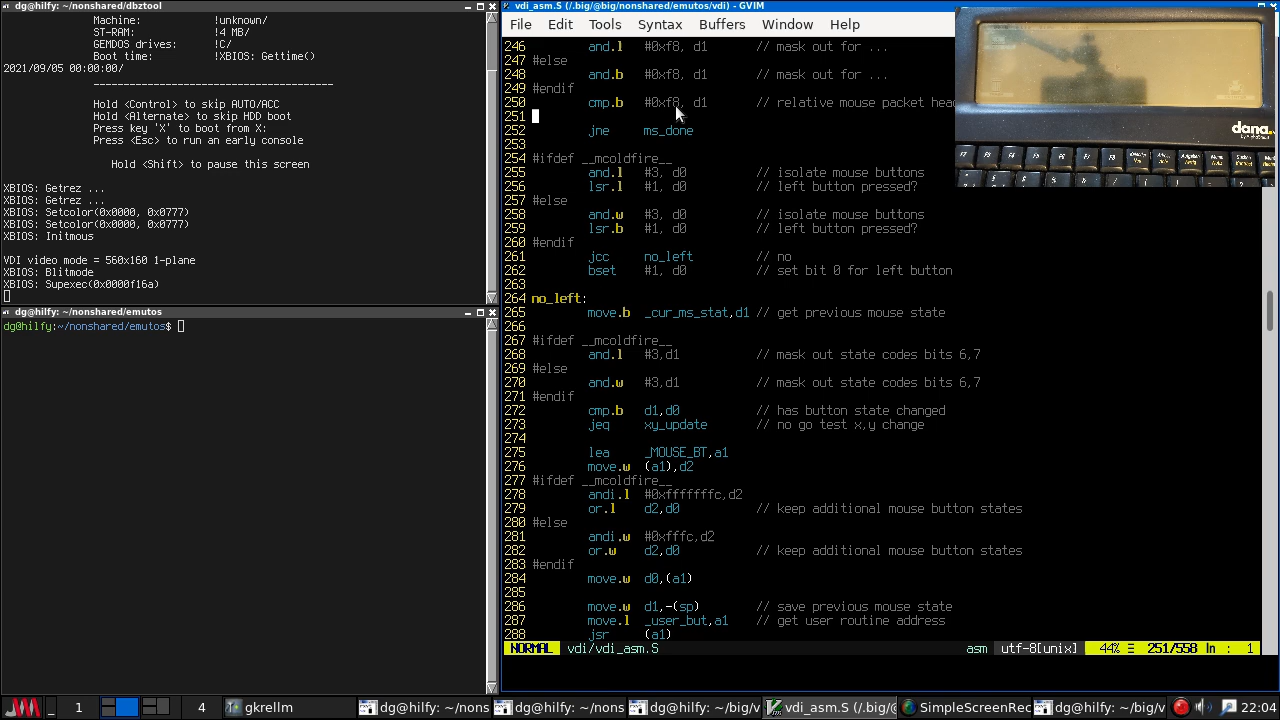 dg@hilfy: ~/nonshared/dbztool
Machine: !unknown/
ST-RAM: !4 MB/
GEMDOS drives: !C/
Boot time: !XBIOS: Gettime()
2021/09/05 00:00:00/
Hold <Control> to skip AUTO/ACC
Hold <Alternate> to skip HDD boot
Press key 'X' to boot from X:
Press <Esc> to run an early console
Hold <Shift> to pause this screen
XBIOS: Getrez ...
XBIOS: Getrez ...
XBIOS: Setcolor(0x0000, 0x0777)
XBIOS: Setcolor(0x0000, 0x0777)
XBIOS: Initmous
VDI video mode = 560x160 1-plane
XBIOS: Blitmode
XBIOS: Supexec(0x0000f16a)
dg@hilfy: ~/nonshared/emutos
dg@hilfy:~/nonshared/emutos$
vdi_asm.S (/.big/@big/nonshared/emutos/vdi) - GVIM
File Edit Tools Syntax Buffers Window Help
246 and.l #0xf8, d1 // mask out for ...
247 #else
248 and.b #0xf8, d1 // mask out for ...
249 #endif
250 cmp.b #0xf8, d1 // relative mouse packet head
251
252 jne ms_done
253
254 #ifdef __mcoldfire__
255 and.l #3, d0 // isolate mouse buttons
256 lsr.l #1, d0 // left button pressed?
257 #else
258 and.w #3, d0 // isolate mouse buttons
259 lsr.b #1, d0 // left button pressed?
260 #endif
261 jcc no_left // no
262 bset #1, d0 // set bit 0 for left button
263
264 no_left:
265 move.b _cur_ms_stat,d1 // get previous mouse state
266
267 #ifdef __mcoldfire__
268 and.l #3,d1 // mask out state codes bits 6,7
269 #else
270 and.w #3,d1 // mask out state codes bits 6,7
271 #endif
272 cmp.b d1,d0 // has button state changed
273 jeq xy_update // no go test x,y change
274
275 lea _MOUSE_BT,a1
276 move.w (a1),d2
277 #ifdef __mcoldfire__
278 andi.l #0xfffffffc,d2
279 or.l d2,d0 // keep additional mouse button states
280 #else
281 andi.w #0xfffc,d2
282 or.w d2,d0 // keep additional mouse button states
283 #endif
284 move.w d0,(a1)
285
286 move.w d1,-(sp) // save previous mouse state
287 move.l _user_but,a1 // get user routine address
288 jsr (a1)
NORMAL vdi/vdi_asm.S asm utf-8[unix] 44% ☰ 251/558 ln : 1
dana
F7 F8
1 4 gkrellm dg@hilfy: ~/nons dg@hilfy: ~/nons dg@hilfy: ~/big/v vdi_asm.S (/.big/@ SimpleScreenRec dg@hilfy: ~/big/v 22:04